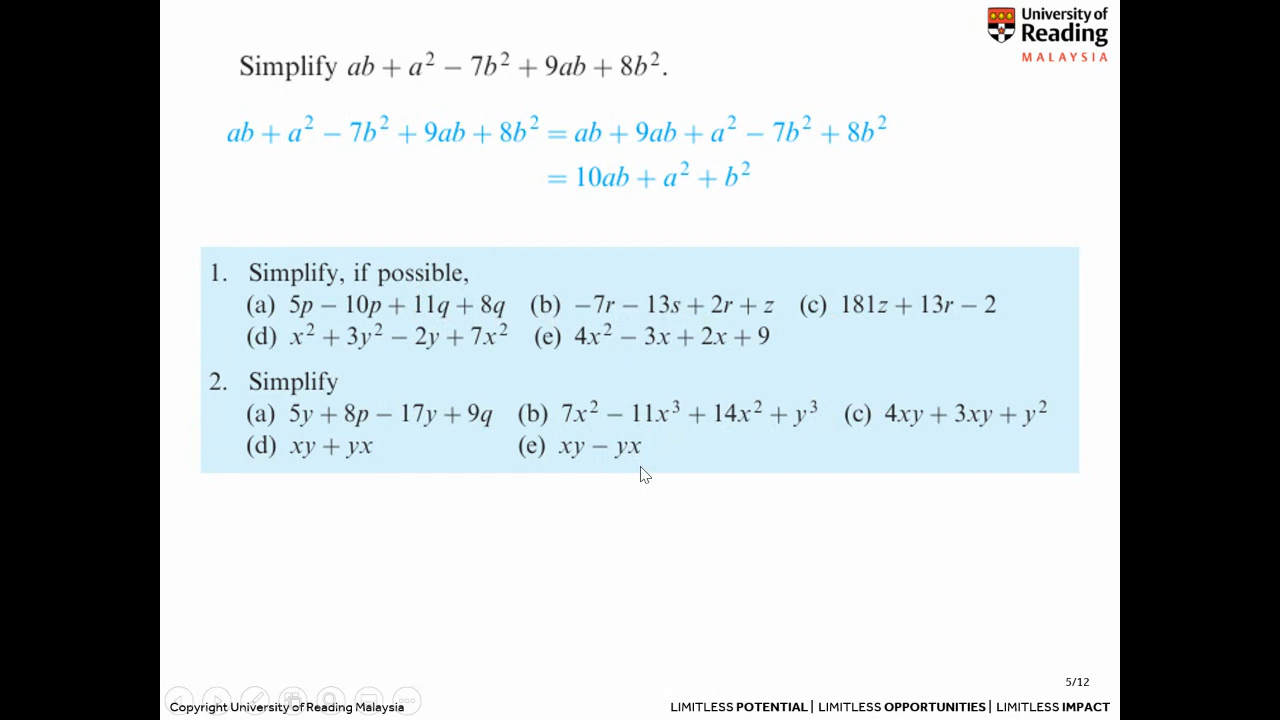 University of
Reading
MALAYSIA
Simplify ab + a² − 7b² + 9ab + 8b².
ab + a² − 7b² + 9ab + 8b² = ab + 9ab + a² − 7b² + 8b²
= 10ab + a² + b²
1. Simplify, if possible,
(a) 5p − 10p + 11q + 8q (b) −7r − 13s + 2r + z (c) 181z + 13r − 2
(d) x² + 3y² − 2y + 7x² (e) 4x² − 3x + 2x + 9
2. Simplify
(a) 5y + 8p − 17y + 9q (b) 7x² − 11x³ + 14x² + y³ (c) 4xy + 3xy + y²
(d) xy + yx (e) xy − yx
5/12
Copyright University of Reading Malaysia
LIMITLESS POTENTIAL | LIMITLESS OPPORTUNITIES | LIMITLESS IMPACT